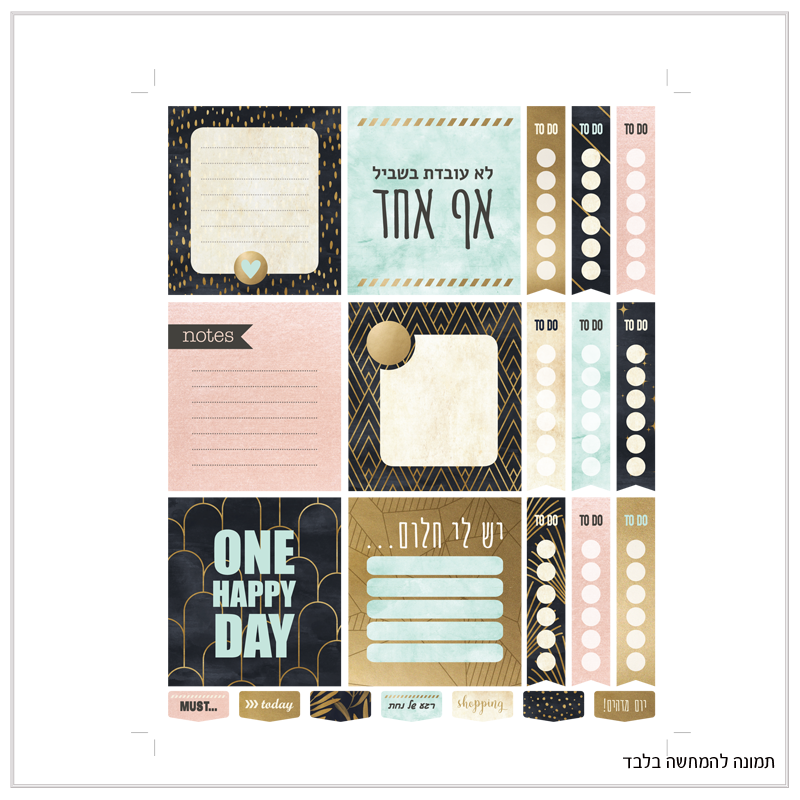 לא עובדת בשביל
אף אחד
TO DO
TO DO
TO DO
notes
TO DO
TO DO
TO DO
ONE
HAPPY
DAY
יש לי חלום...
TO DO
TO DO
TO DO
MUST...
today
רגע של נחת
shopping
יום מדהים!
תמונה להמחשה בלבד